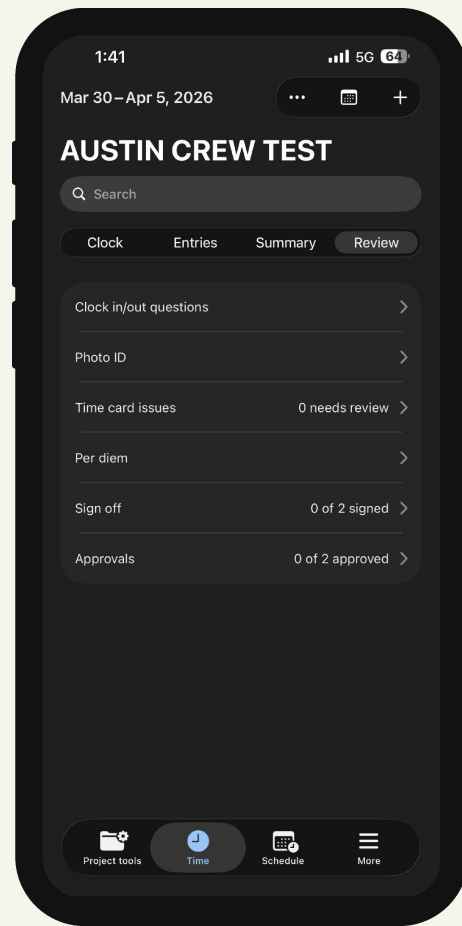 1:41 5G 64
Mar 30 – Apr 5, 2026
AUSTIN CREW TEST
Search
Clock Entries Summary Review
Clock in/out questions
Photo ID
Time card issues 0 needs review
Per diem
Sign off 0 of 2 signed
Approvals 0 of 2 approved
Project tools Time Schedule More